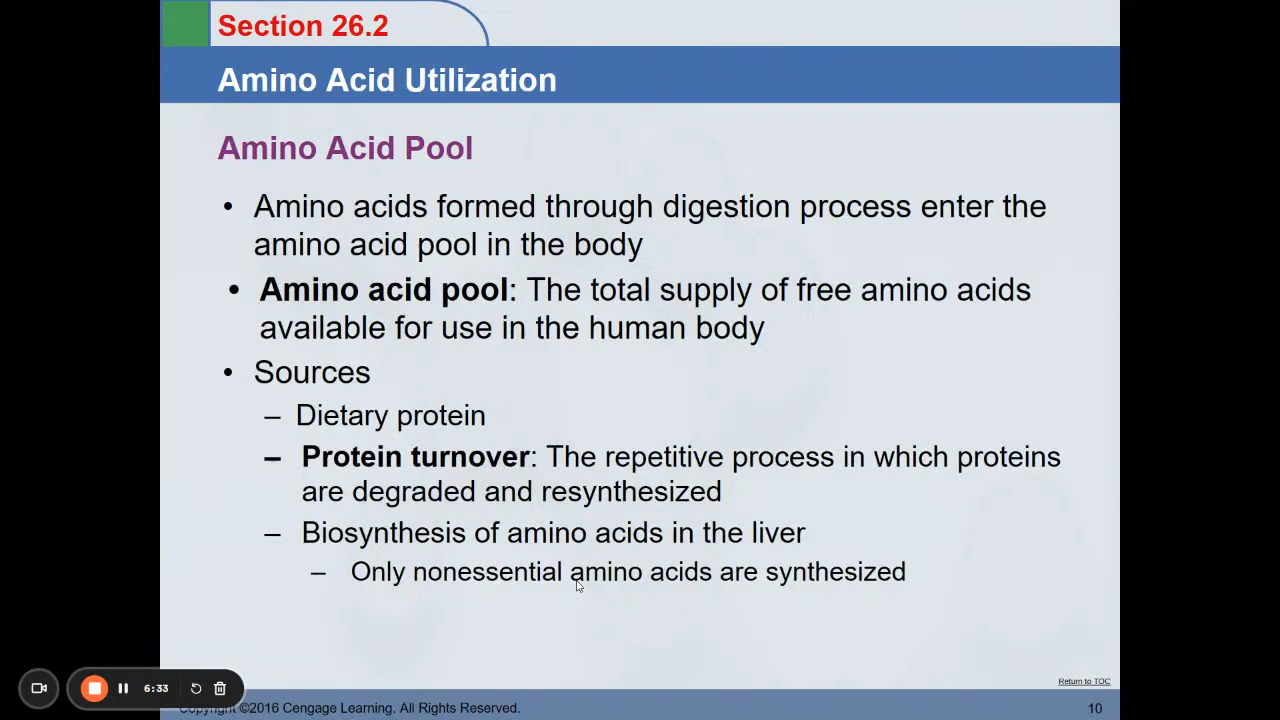 Section 26.2
Amino Acid Utilization
Amino Acid Pool
• Amino acids formed through digestion process enter the
amino acid pool in the body
• Amino acid pool: The total supply of free amino acids
available for use in the human body
• Sources
– Dietary protein
– Protein turnover: The repetitive process in which proteins
are degraded and resynthesized
– Biosynthesis of amino acids in the liver
– Only nonessential amino acids are synthesized
Return to TOC
6:33
Copyright ©2016 Cengage Learning. All Rights Reserved.
10